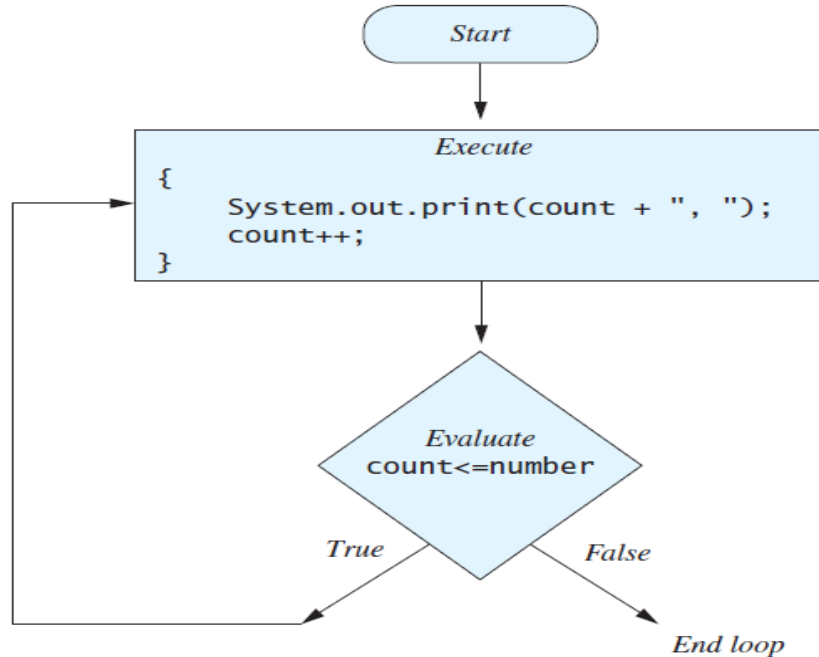 Start
Execute
{
System.out.print(count + ", ");
count++;
}
Evaluate
count<=number
True
False
End loop